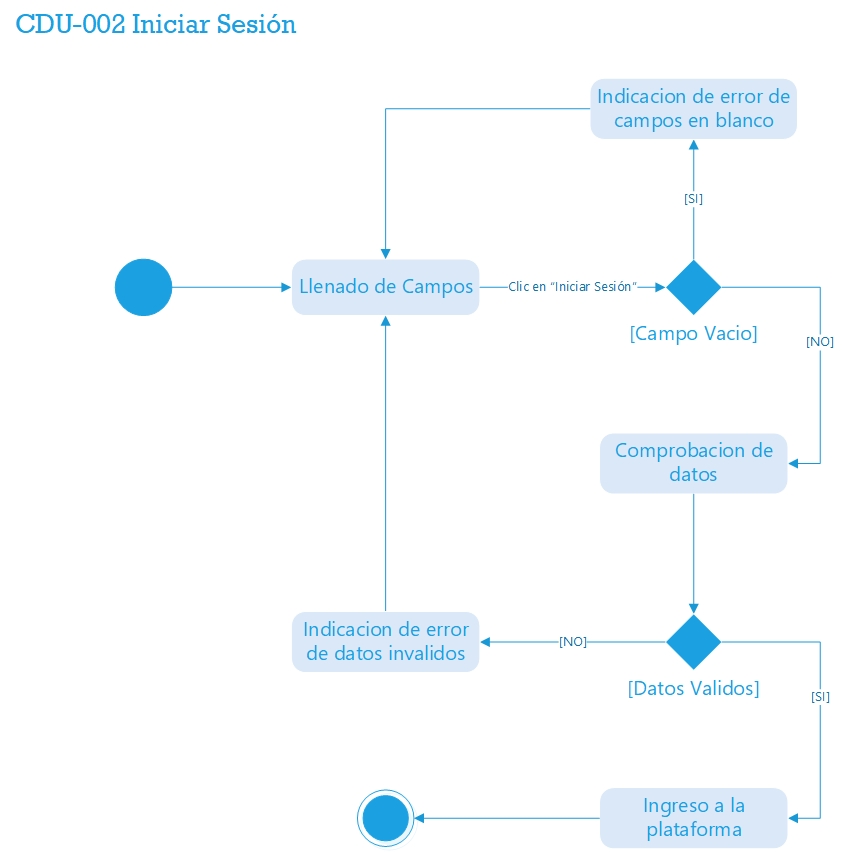 CDU-002 Iniciar Sesión
Indicacion de error de
campos en blanco
[SI]
Llenado de Campos
Clic en “Iniciar Sesión”
[Campo Vacio]
[NO]
Comprobacion de
datos
Indicacion de error
de datos invalidos
[NO]
[Datos Validos]
[SI]
Ingreso a la
plataforma